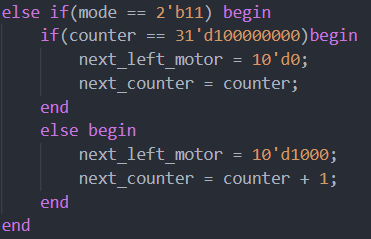 else if(mode == 2'b11) begin
    if(counter == 31'd100000000)begin
        next_left_motor = 10'd0;
        next_counter = counter;
    end
    else begin
        next_left_motor = 10'd1000;
        next_counter = counter + 1;
    end
end